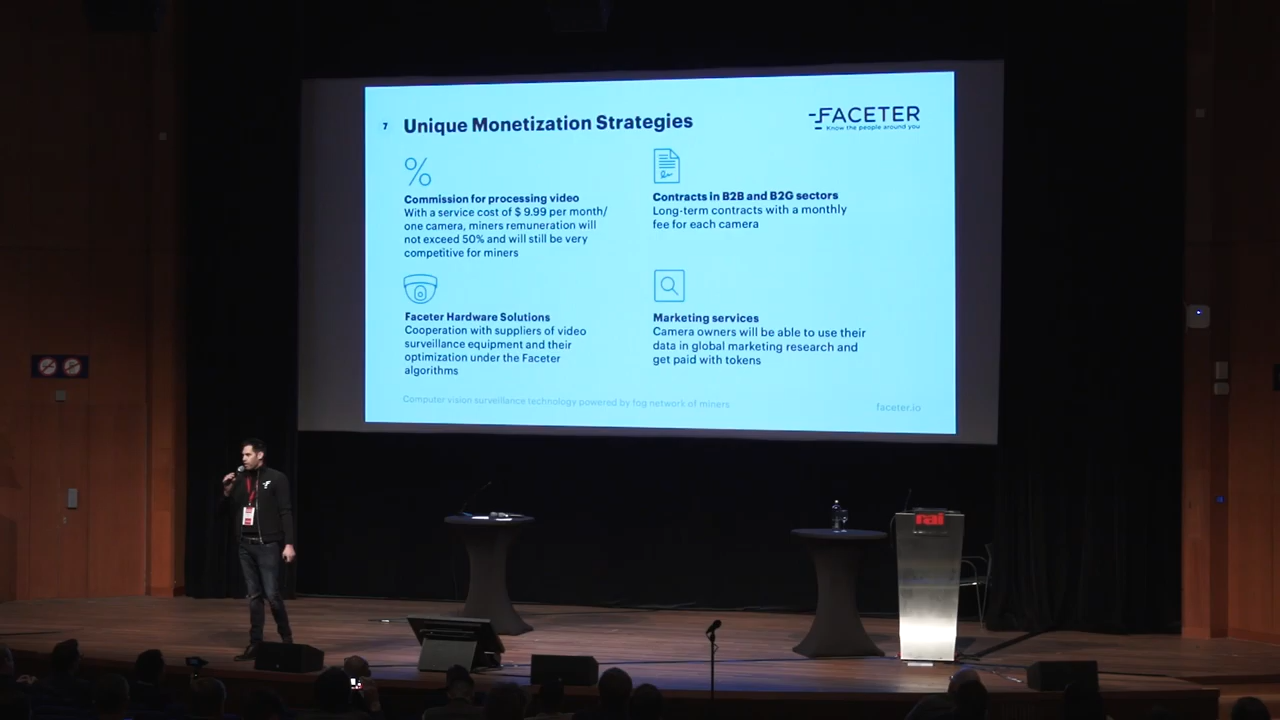 7 Unique Monetization Strategies
FACETER
Know the people around you
%
Commission for processing video
With a service cost of $ 9.99 per month/
one camera, miners remuneration will
not exceed 50% and will still be very
competitive for miners
Contracts in B2B and B2G sectors
Long-term contracts with a monthly
fee for each camera
Faceter Hardware Solutions
Cooperation with suppliers of video
surveillance equipment and their
optimization under the Faceter
algorithms
Marketing services
Camera owners will be able to use their
data in global marketing research and
get paid with tokens
Computer vision surveillance technology powered by fog network of miners
faceter.io
rai